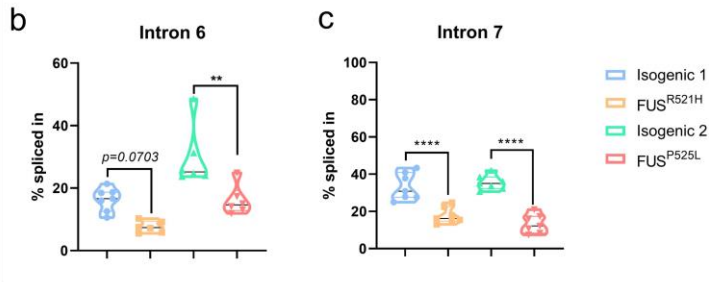 b
Intron 6
% spliced in
60
40
20
0
p=0.0703
**
c
Intron 7
% spliced in
100
80
60
40
20
0
****
****
Isogenic 1
FUSR521H
Isogenic 2
FUSP525L